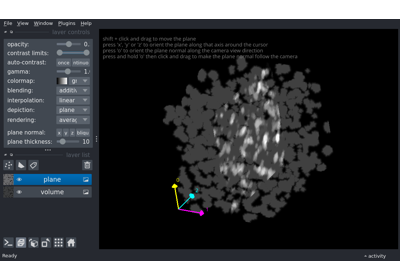 File View Window Plugins Help
layer controls
shift + click and drag to move the plane
press 'x', 'y' or 'z' to orient the plane along that axis around the cursor
press 'o' to orient the plane normal along the camera view direction
press and hold 'o' then click and drag to make the plane normal follow the camera
opacity: 0.
contrast limits:
auto-contrast: once
gamma: 1.
colormap: gr
blending: additiv
interpolation: linear
depiction: plane
rendering: averag
plane normal: x y z
plane thickness: 10
layer list
plane
volume
Ready
activity